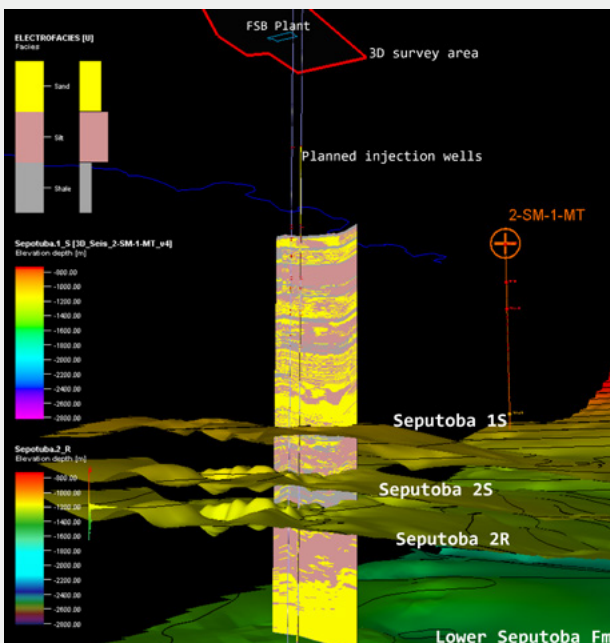 FSB Plant
ELECTROFACIES [U]
Facies
3D survey area
Sand
Silt
Shale
Planned injection wells
2-SM-1-MT
Sepotuba.1_S [3D_Seis_2-SM-1-MT_v4]
Elevation depth [m]
-800.00
-1000.00
-1200.00
-1400.00
-1600.00
-1800.00
-2000.00
-2200.00
-2400.00
-2600.00
-2800.00
Seputoba 1S
Sepotuba.2_R
Elevation depth [m]
-800.00
-1000.00
-1200.00
-1400.00
-1600.00
-1800.00
-2000.00
-2200.00
-2400.00
-2600.00
-2800.00
Seputoba 2S
Seputoba 2R
Lower Seputoba Fm